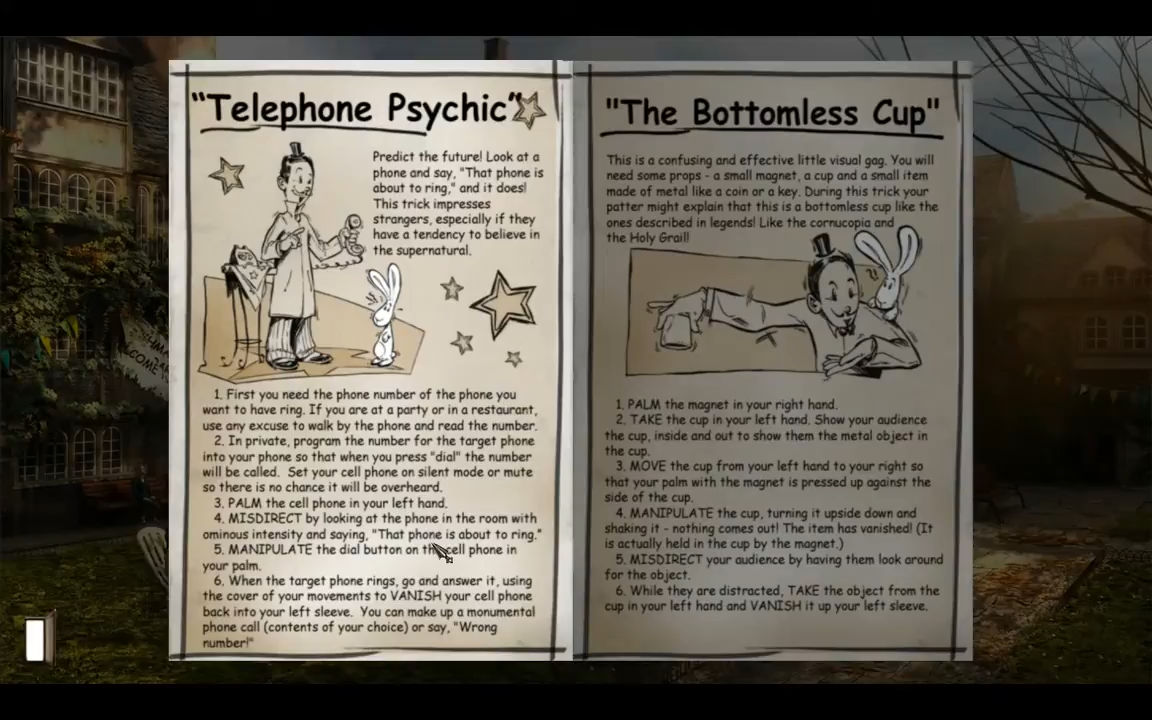 "Telephone Psychic"
Predict the future! Look at a
phone and say, "That phone is
about to ring," and it does!
This trick impresses
strangers, especially if they
have a tendency to believe in
the supernatural.
1. First you need the phone number of the phone you
want to have ring. If you are at a party or in a restaurant,
use any excuse to walk by the phone and read the number.
2. In private, program the number for the target phone
into your phone so that when you press "dial" the number
will be called. Set your cell phone on silent mode or mute
so there is no chance it will be overheard.
3. PALM the cell phone in your left hand.
4. MISDIRECT by looking at the phone in the room with
ominous intensity and saying, "That phone is about to ring."
5. MANIPULATE the dial button on the cell phone in
your palm.
6. When the target phone rings, go and answer it, using
the cover of your movements to VANISH your cell phone
back into your left sleeve. You can make up a monumental
phone call (contents of your choice) or say, "Wrong
number!"
"The Bottomless Cup"
This is a confusing and effective little visual gag. You will
need some props - a small magnet, a cup and a small item
made of metal like a coin or a key. During this trick your
patter might explain that this is a bottomless cup like the
ones described in legends! Like the cornucopia and
the Holy Grail!
1. PALM the magnet in your right hand.
2. TAKE the cup in your left hand. Show your audience
the cup, inside and out to show them the metal object in
the cup.
3. MOVE the cup from your left hand to your right so
that your palm with the magnet is pressed up against the
side of the cup.
4. MANIPULATE the cup, turning it upside down and
shaking it - nothing comes out! The item has vanished! (It
is actually held in the cup by the magnet.)
5. MISDIRECT your audience by having them look around
for the object.
6. While they are distracted, TAKE the object from the
cup in your left hand and VANISH it up your left sleeve.